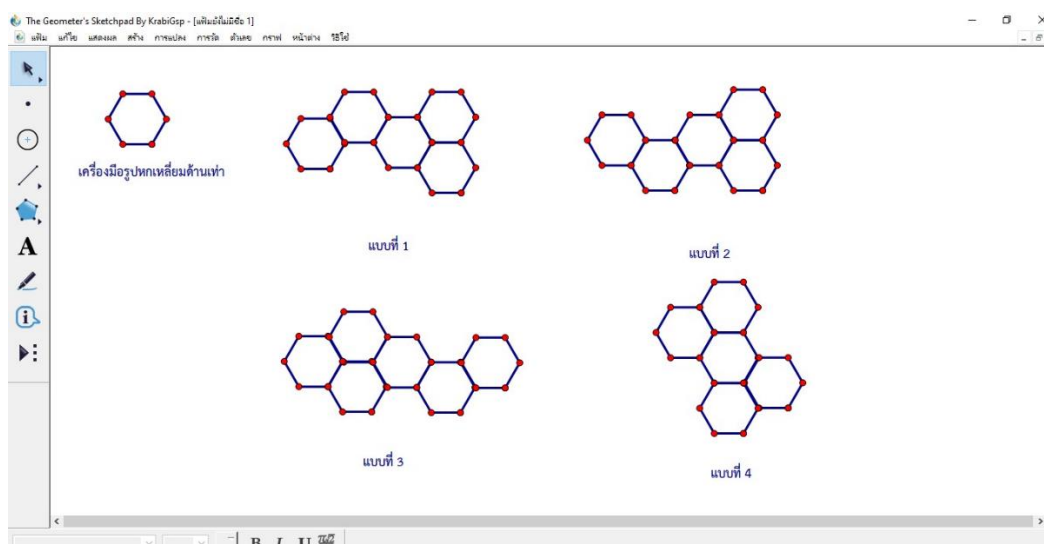 The Geometer's Sketchpad By KrabiGsp - [แฟ้มยังไม่มีชื่อ 1]
แฟ้ม แก้ไข แสดงผล สร้าง การแปลง การวัด ตัวเลข กราฟ หน้าต่าง วิธีใช้
เครื่องมือรูปหกเหลี่ยมด้านเท่า
แบบที่ 1
แบบที่ 2
A
แบบที่ 3
แบบที่ 4
B I U